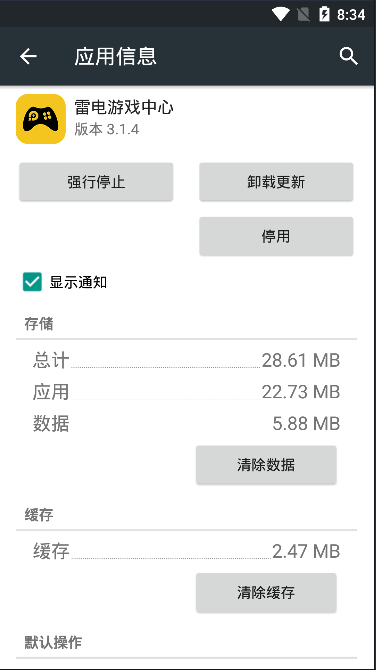 8:34
应用信息
雷电游戏中心
版本 3.1.4
强行停止
卸载更新
停用
显示通知
存储
总计 28.61 MB
应用 22.73 MB
数据 5.88 MB
清除数据
缓存
缓存 2.47 MB
清除缓存
默认操作